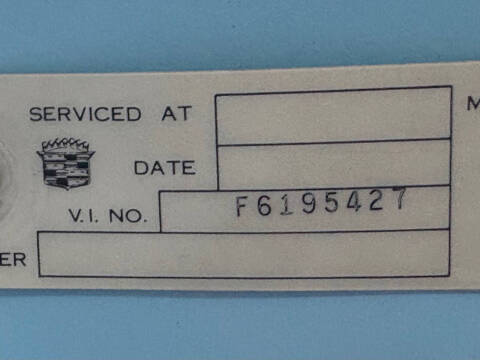 SERVICED AT
M
DATE
V.I. NO. F6195427
ER